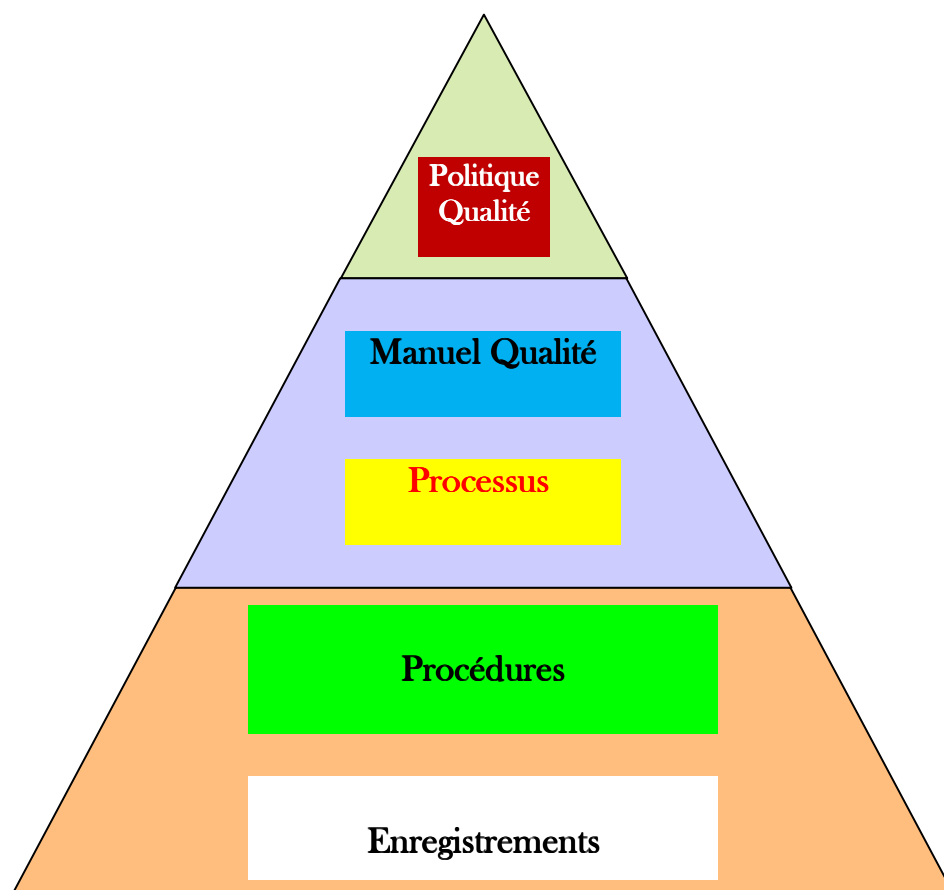 Politique
Qualité
Manuel Qualité
Processus
Procédures
Enregistrements